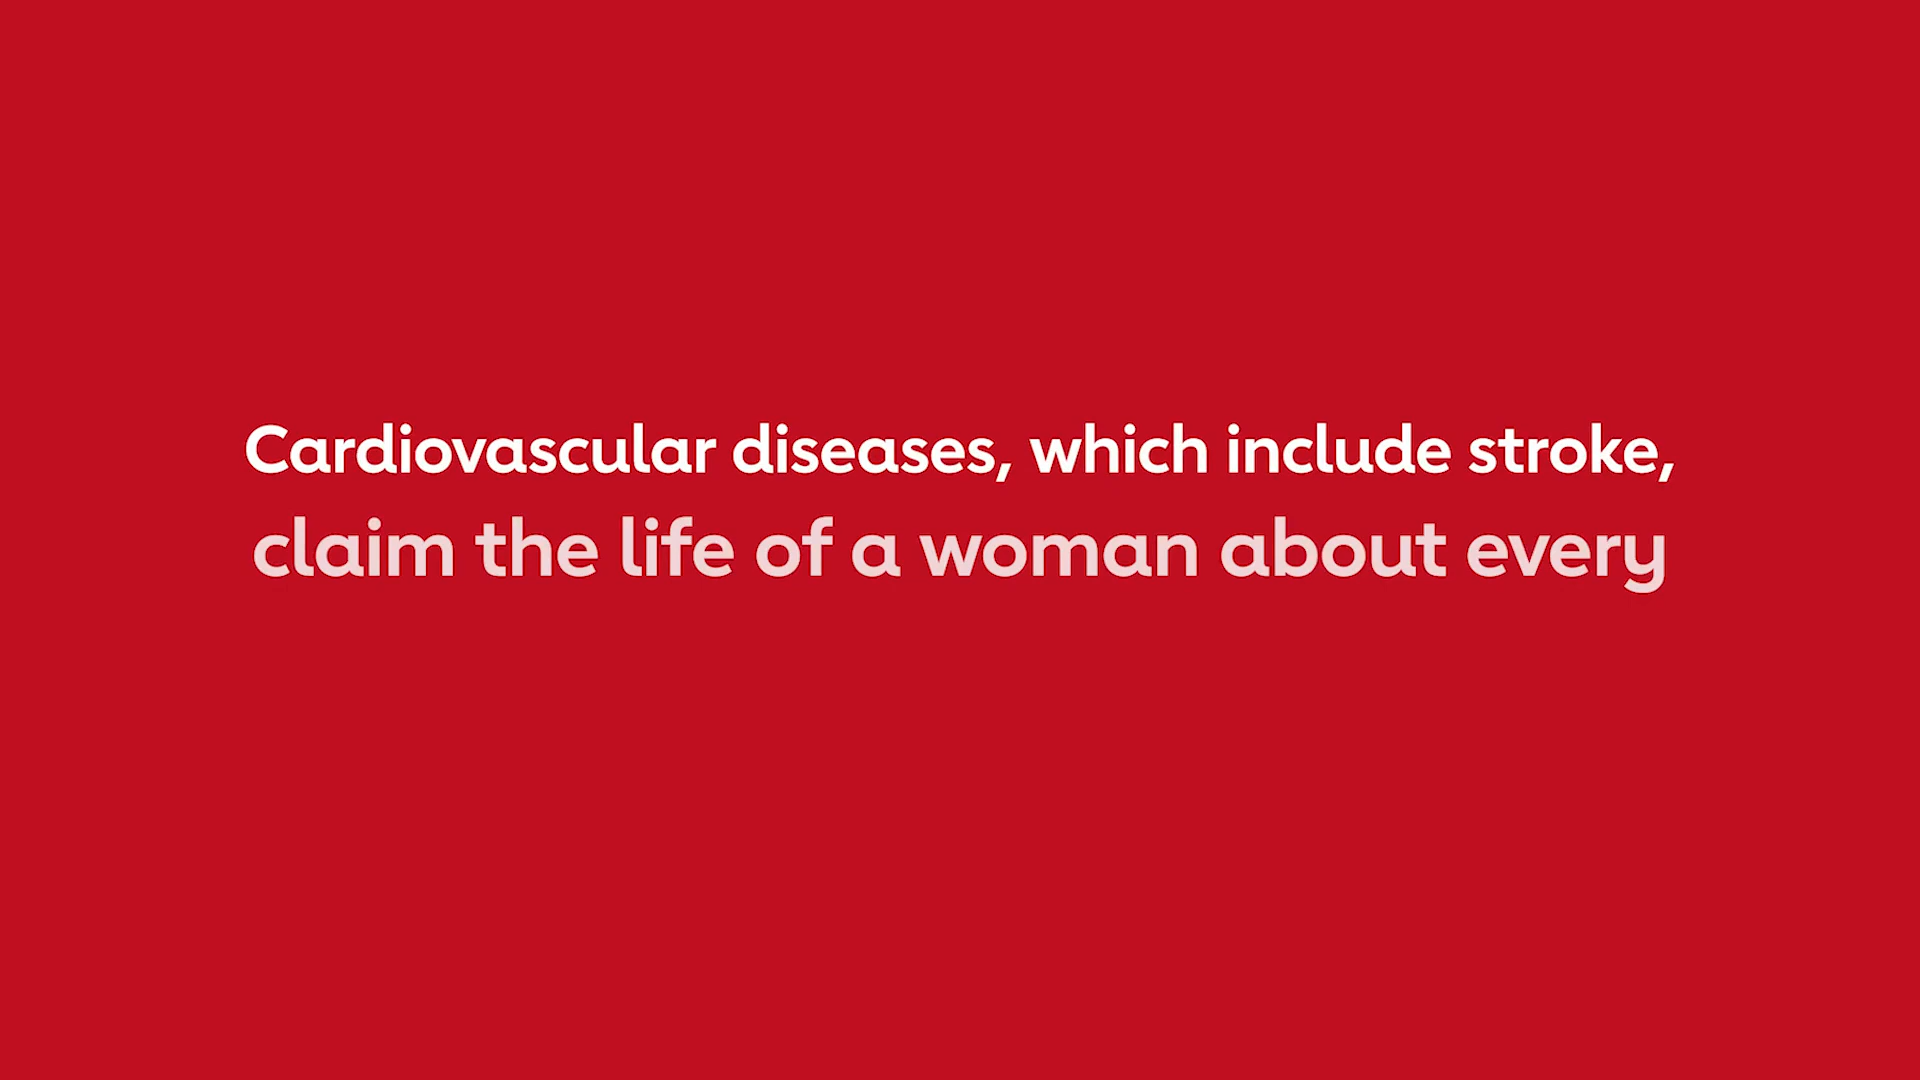 Cardiovascular diseases, which include stroke,
claim the life of a woman about every